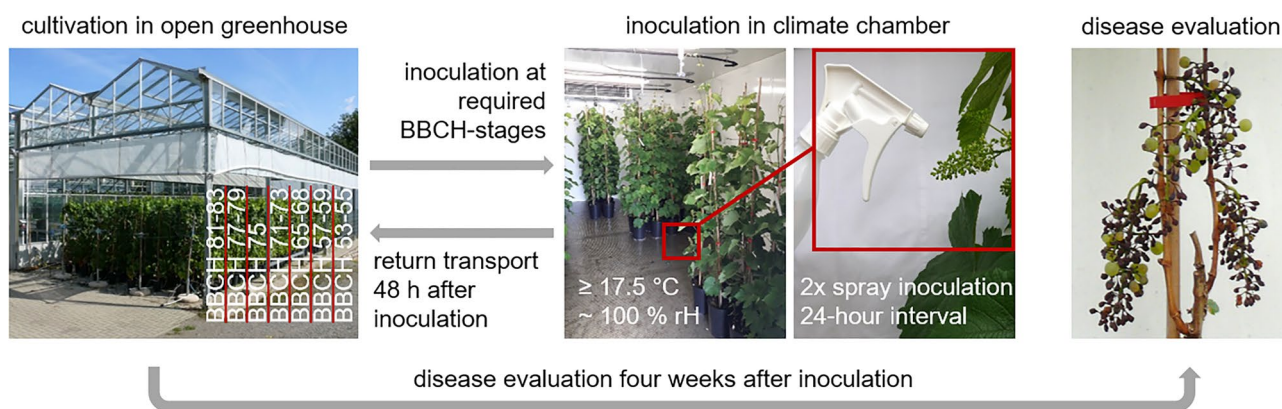 cultivation in open greenhouse
inoculation in climate chamber
disease evaluation
inoculation at
required
BBCH-stages
return transport
48 h after
inoculation
BBCH 81-83
BBCH 77-79
BBCH 75
BBCH 71-73
BBCH 65-68
BBCH 57-59
BBCH 53-55
≥ 17.5 °C
~ 100 % rH
2x spray inoculation
24-hour interval
disease evaluation four weeks after inoculation